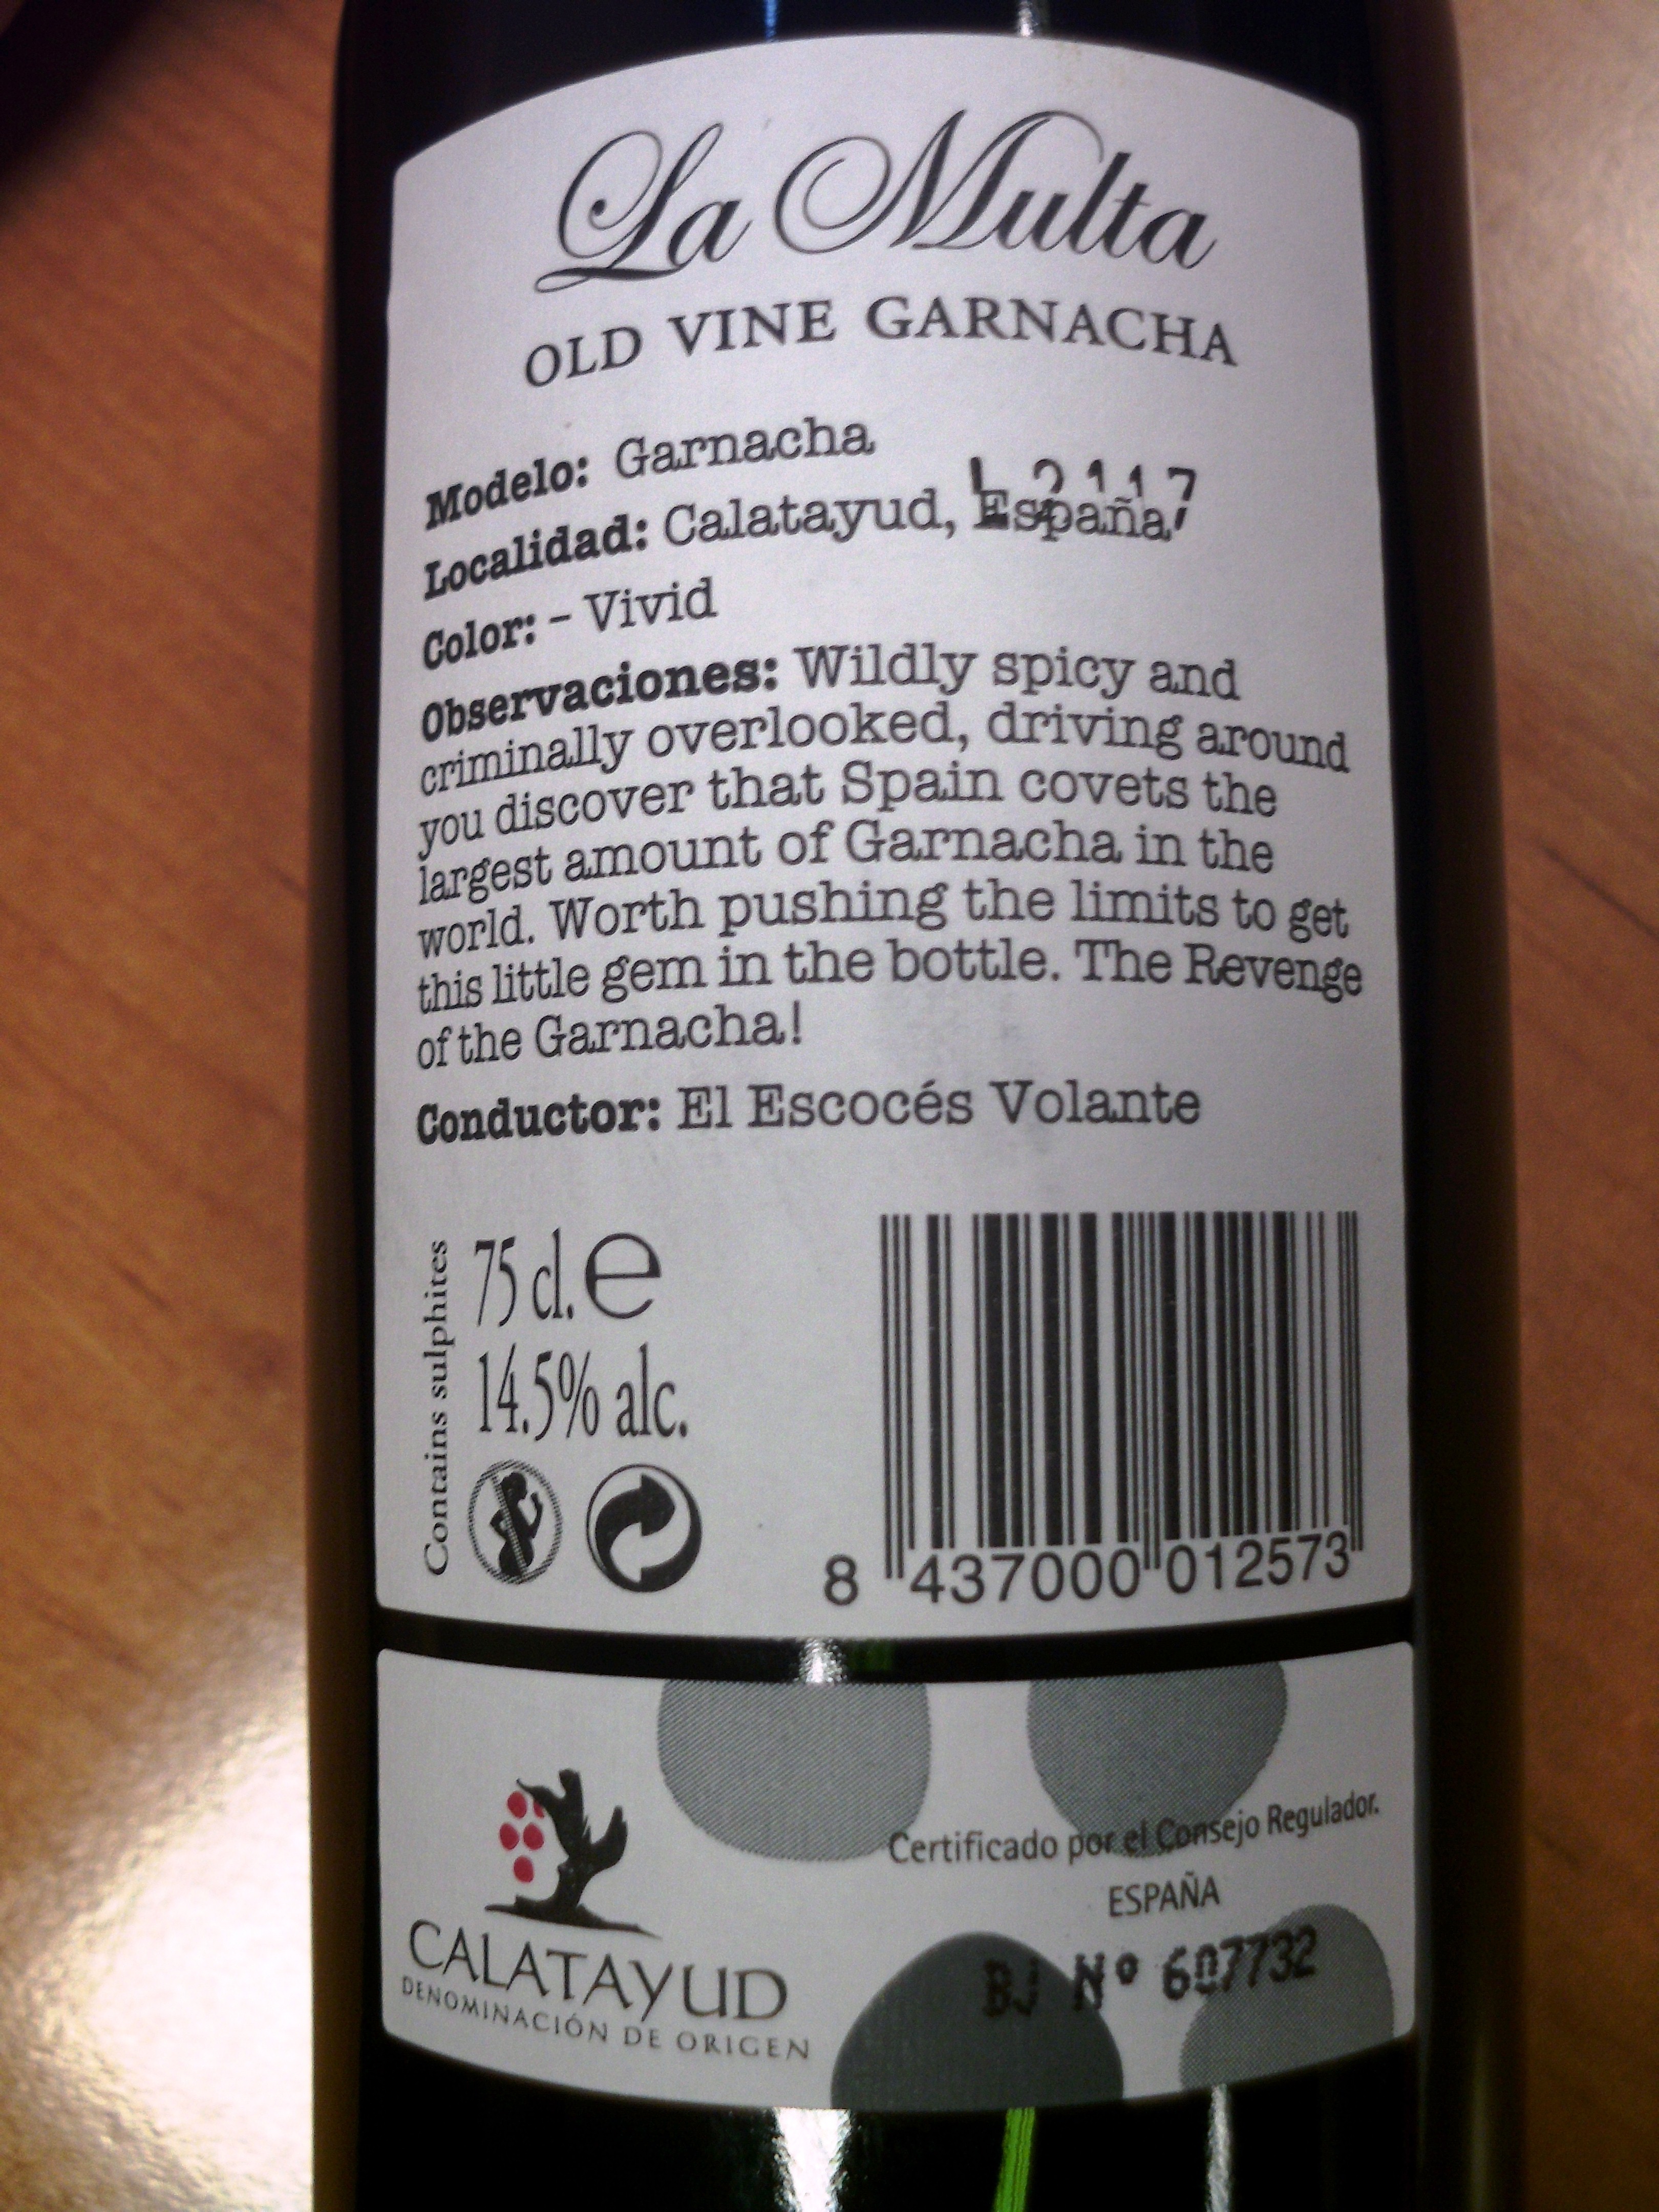 La Multa
OLD VINE GARNACHA
Modelo: Garnacha
L 2117
Localidad: Calatayud, España
Color: - Vivid
Observaciones: Wildly spicy and
criminally overlooked, driving around
you discover that Spain covets the
largest amount of Garnacha in the
world. Worth pushing the limits to get
this little gem in the bottle. The Revenge
of the Garnacha!
Conductor: El Escocés Volante
Contains sulphites
75 cl. e
14.5% alc.
8 437000 012573
Certificado por el Consejo Regulador.
ESPAÑA
BJ Nº 607732
CALATAYUD
DENOMINACIÓN DE ORIGEN